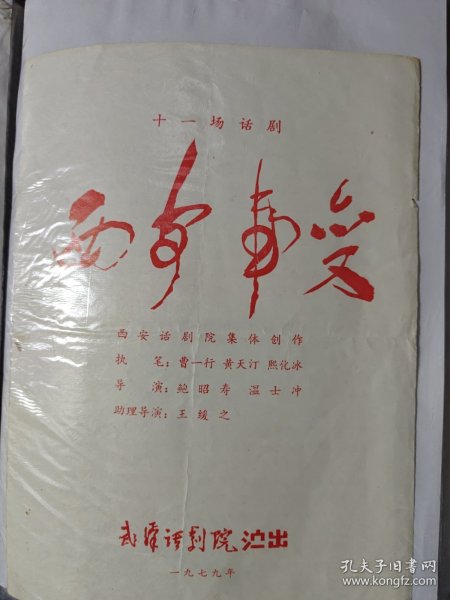 十一场话剧
西安事变
西安话剧院集体创作
执 笔：曹一行 黄天汀 熙化冰
导 演：鲍昭寿 温士冲
助理导演：王缓之
武汉话剧院 演出
一九七九年
孔夫子旧书网
www.kongfz.com